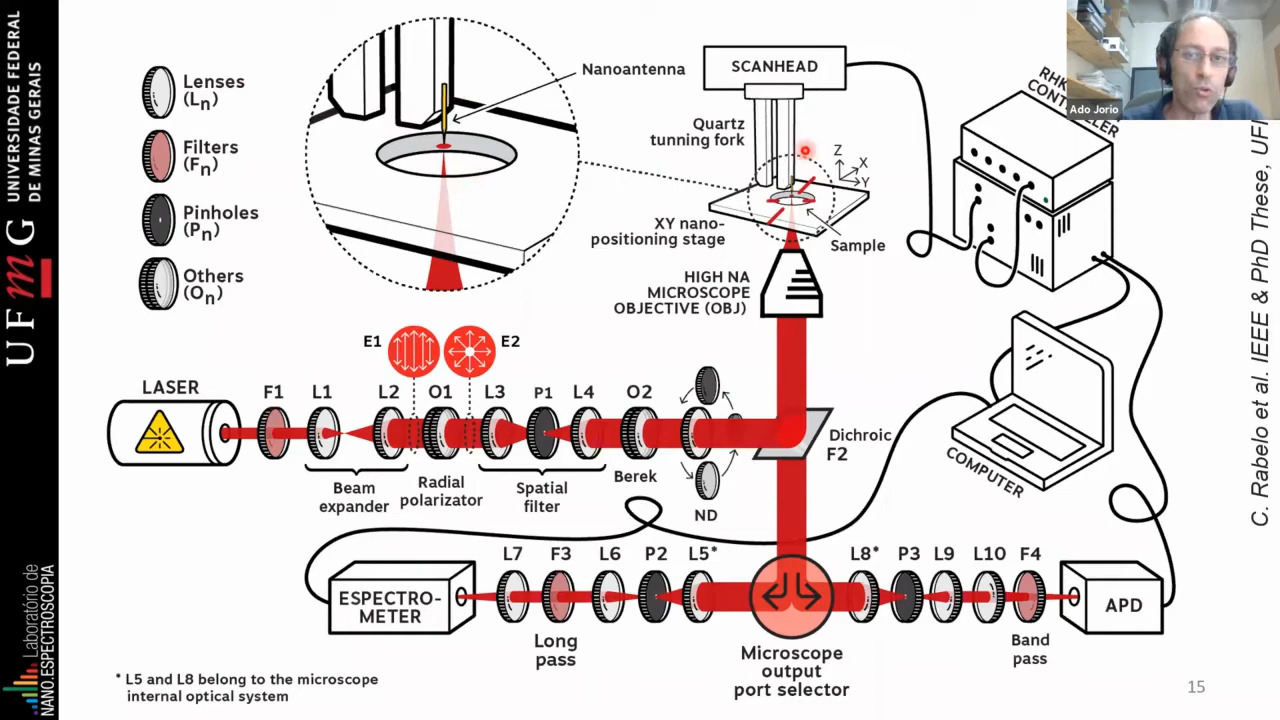 UNIVERSIDADE FEDERAL
DE MINAS GERAIS
UFmG
Laboratório de
NANO.ESPECTROSCOPIA
Lenses
(Ln)
Filters
(Fn)
Pinholes
(Pn)
Others
(On)
Nanoantenna
SCANHEAD
Quartz
tunning fork
Z
X
Y
XY nano-
positioning stage
Sample
HIGH NA
MICROSCOPE
OBJECTIVE (OBJ)
Ado Jorio
C. Rabelo et al. IEEE & PhD These, UF
E1
E2
LASER
F1
L1
L2
O1
L3
P1
L4
O2
Beam
expander
Radial
polarizator
Spatial
filter
Berek
ND
Dichroic
F2
COMPUTER
L7
F3
L6
P2
L5*
L8*
P3
L9
L10
F4
ESPECTRO-
METER
APD
Long
pass
Microscope
output
port selector
Band
pass
* L5 and L8 belong to the microscope
internal optical system
15